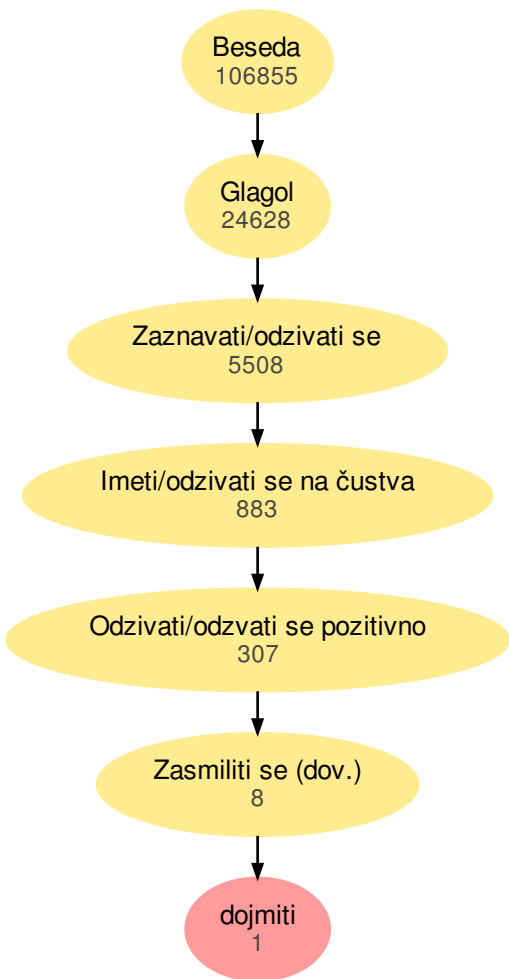 Beseda
106855
Glagol
24628
Zaznavati/odzivati se
5508
Imeti/odzivati se na čustva
883
Odzivati/odzvati se pozitivno
307
Zasmiliti se (dov.)
8
dojmiti
1